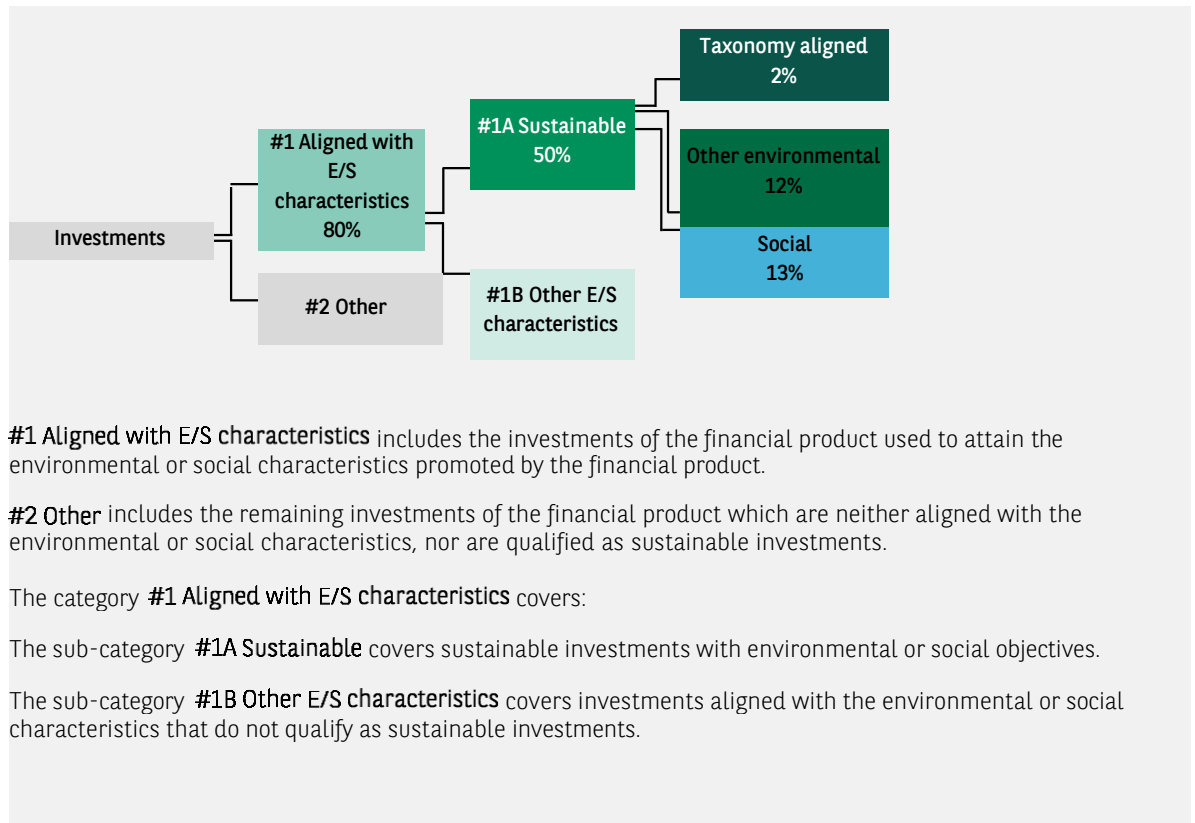 Taxonomy aligned
2%
#1A Sustainable
50%
#1 Aligned with
E/S
characteristics
80%
Other environmental
12%
Investments
Social
13%
#2 Other
#1B Other E/S
characteristics
#1 Aligned with E/S characteristics includes the investments of the financial product used to attain the
environmental or social characteristics promoted by the financial product.
#2 Other includes the remaining investments of the financial product which are neither aligned with the
environmental or social characteristics, nor are qualified as sustainable investments.
The category #1 Aligned with E/S characteristics covers:
The sub-category #1A Sustainable covers sustainable investments with environmental or social objectives.
The sub-category #1B Other E/S characteristics covers investments aligned with the environmental or social
characteristics that do not qualify as sustainable investments.